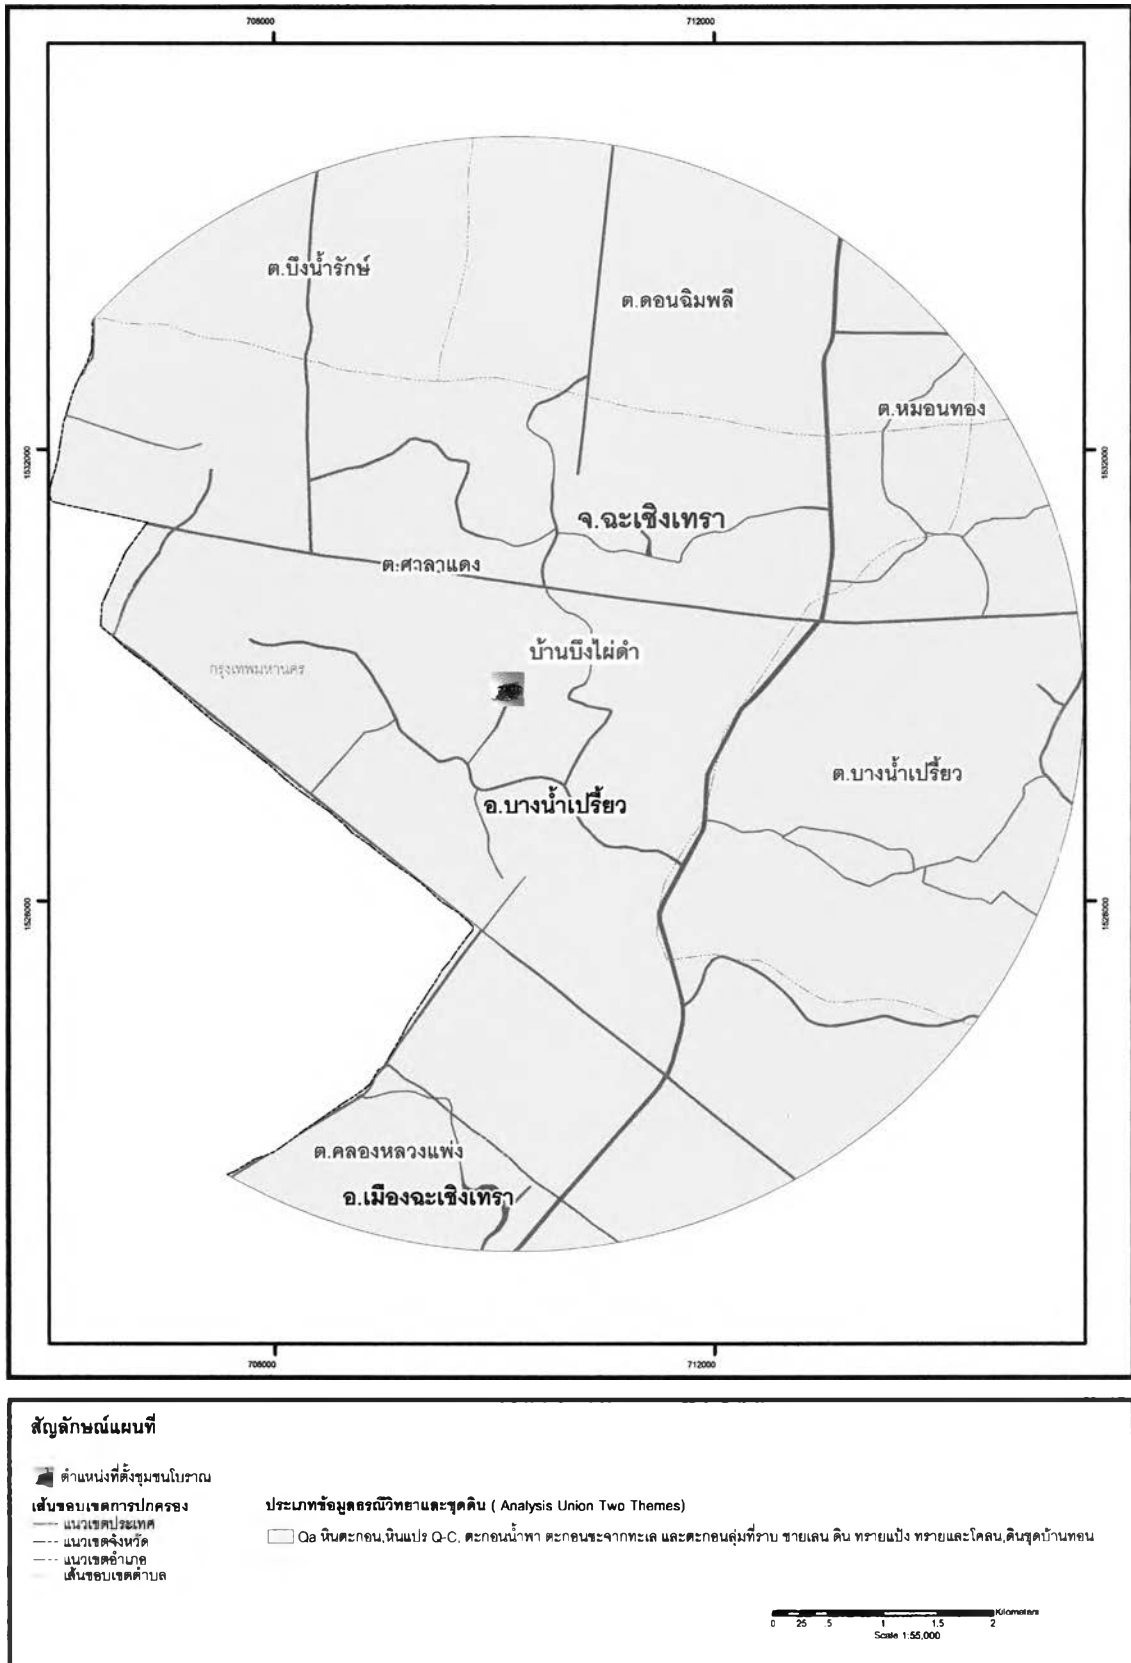 708000
712000
ต.บึงน้ำรักษ์
ต.ดอนฉิมพลี
ต.หมอนทอง
1532000
1532000
จ.ฉะเชิงเทรา
ต.ศาลาแดง
บ้านบึงไผ่ดำ
กรุงเทพมหานคร
ต.บางน้ำเปรี้ยว
อ.บางน้ำเปรี้ยว
1528000
1528000
ต.คลองหลวงแพ่ง
อ.เมืองฉะเชิงเทรา
708000
712000
สัญลักษณ์แผนที่
ตำแหน่งที่ตั้งชุมชนโบราณ
เส้นขอบเขตการปกครอง
แนวเขตประเทศ
แนวเขตจังหวัด
แนวเขตอำเภอ
เส้นขอบเขตตำบล
ประเภทข้อมูลธรณีวิทยาและชุดดิน ( Analysis Union Two Themes)
Qa หินตะกอน,หินแปร Q-C, ตะกอนน้ำพา ตะกอนชะจากทะเล และตะกอนลุ่มที่ราบ ชายเลน ดิน ทรายแป้ง ทรายและโคลน,ดินชุดบ้านทอน
Kilometers
0 25 .5 1 1.5 2
Scale 1:55,000